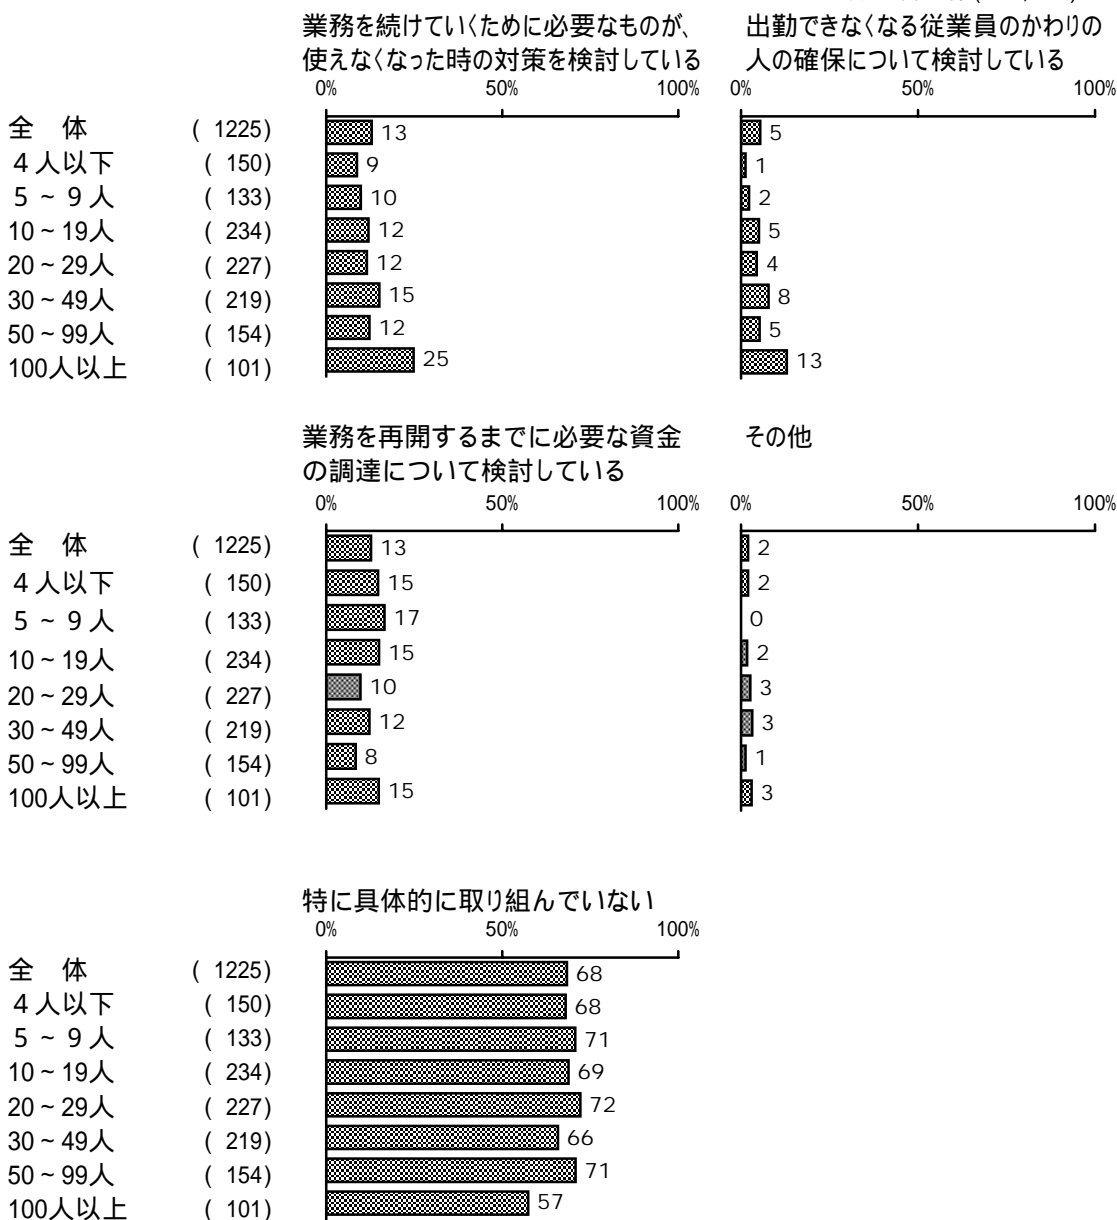 業務を続けていくために必要なものが、
使えなくなった時の対策を検討している
0% 50% 100%
全 体 ( 1225) 13
4人以下 ( 150) 9
5 ~ 9人 ( 133) 10
10 ~ 19人 ( 234) 12
20 ~ 29人 ( 227) 12
30 ~ 49人 ( 219) 15
50 ~ 99人 ( 154) 12
100人以上 ( 101) 25
出勤できなくなる従業員のかわりの
人の確保について検討している
0% 50% 100%
5
1
2
5
4
8
5
13
業務を再開するまでに必要な資金
の調達について検討している
0% 50% 100%
全 体 ( 1225) 13
4人以下 ( 150) 15
5 ~ 9人 ( 133) 17
10 ~ 19人 ( 234) 15
20 ~ 29人 ( 227) 10
30 ~ 49人 ( 219) 12
50 ~ 99人 ( 154) 8
100人以上 ( 101) 15
その他
0% 50% 100%
2
2
0
2
3
3
1
3
特に具体的に取り組んでいない
0% 50% 100%
全 体 ( 1225) 68
4人以下 ( 150) 68
5 ~ 9人 ( 133) 71
10 ~ 19人 ( 234) 69
20 ~ 29人 ( 227) 72
30 ~ 49人 ( 219) 66
50 ~ 99人 ( 154) 71
100人以上 ( 101) 57